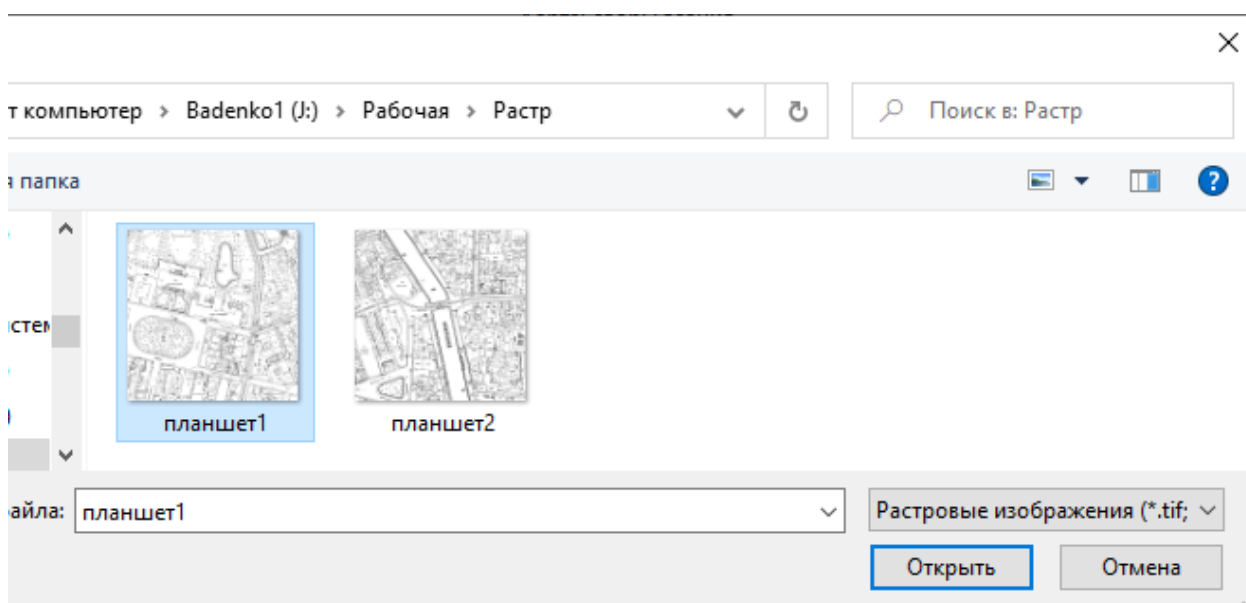 т компьютер > Badenko1 (J:) > Рабочая > Растр
Поиск в: Растр
я папка
стем
планшет1
планшет2
айла: планшет1
Растровые изображения (*.tif;
Открыть
Отмена